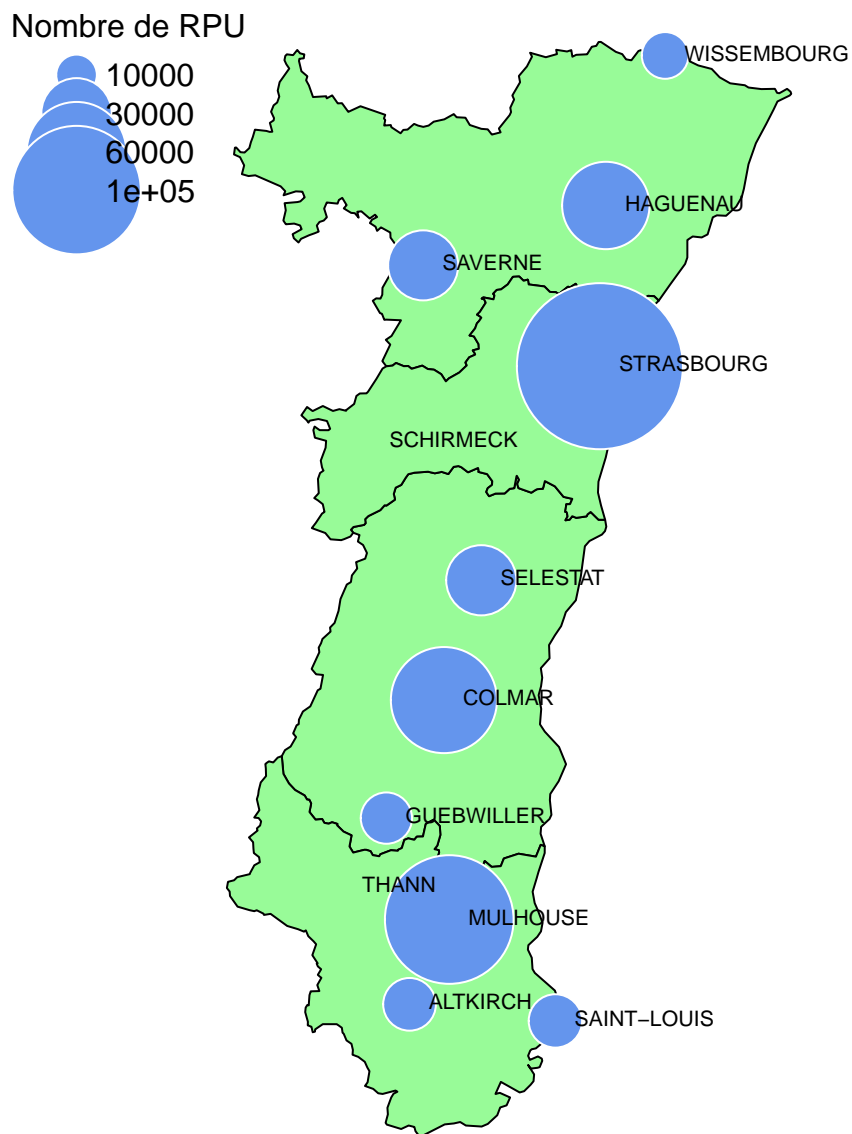 Nombre de RPU
10000
30000
60000
1e+05
WISSEMBOURG
HAGUENAU
SAVERNE
STRASBOURG
SCHIRMECK
SELESTAT
COLMAR
GUEBWILLER
THANN
MULHOUSE
ALTKIRCH
SAINT−LOUIS